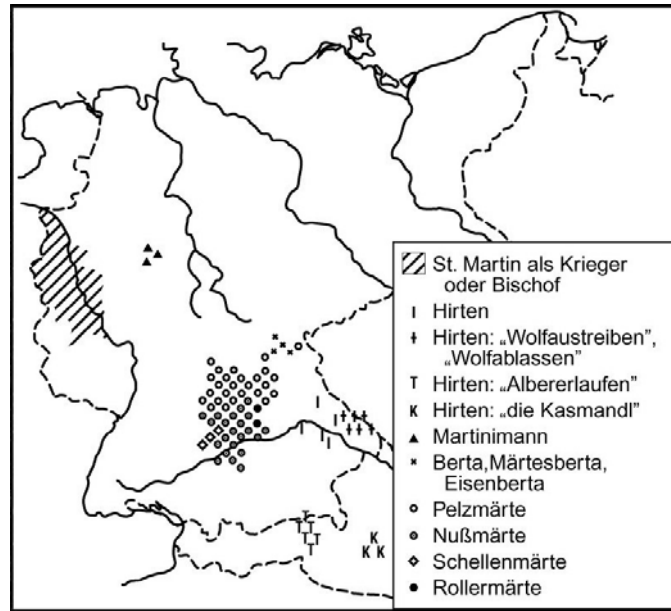 St. Martin als Krieger
oder Bischof
Hirten
Hirten: „Wolfaustreiben",
„Wolfablassen"
Hirten: „Albererlaufen"
Hirten: „die Kasmandl"
Martinimann
Berta, Märtesberta,
Eisenberta
Pelzmärte
Nußmärte
Schellenmärte
Rollermärte